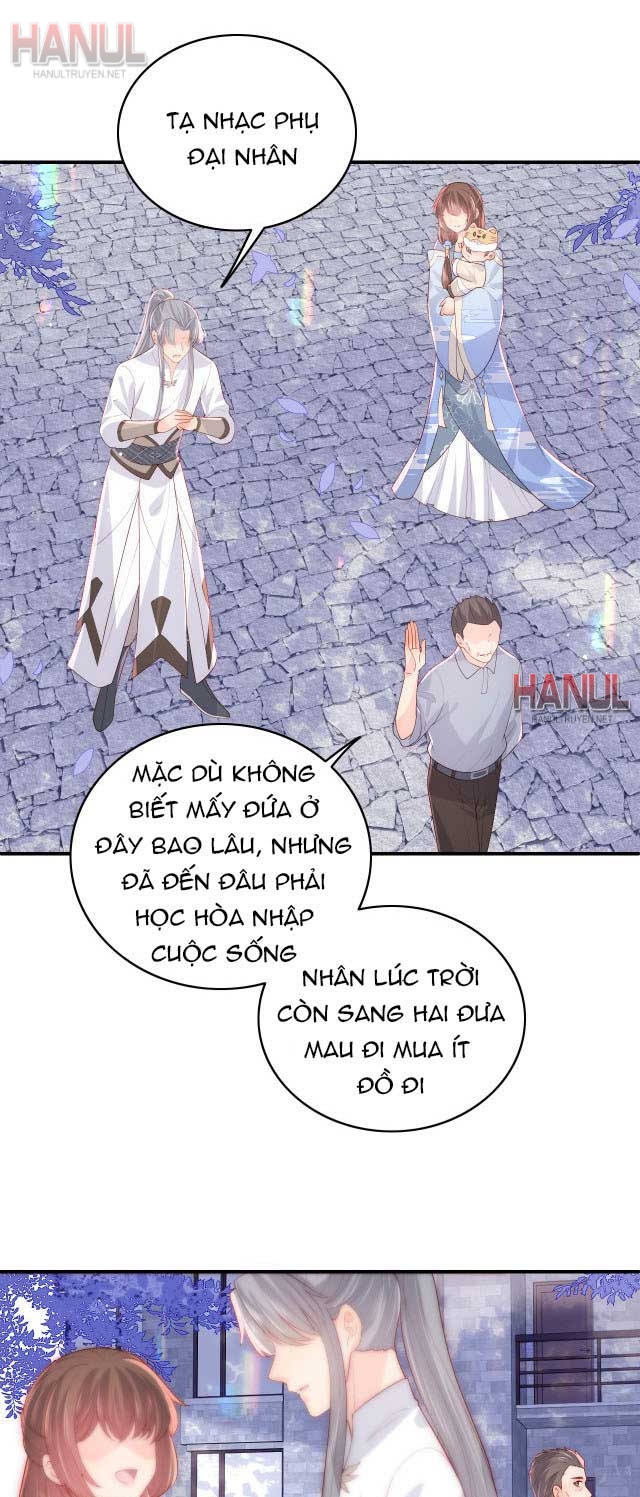 HANUL
HANULTRUYEN.NET
TẠ NHẠC PHỤ
ĐẠI NHÂN
HANUL
HANULTRUYEN.NET
MẶC DÙ KHÔNG
BIẾT MẤY ĐỨA Ở
ĐÂY BAO LÂU, NHƯNG
ĐÃ ĐẾN ĐÂU PHẢI
HỌC HÒA NHẬP
CUỘC SỐNG
NHÂN LÚC TRỜI
CÒN SANG HAI ĐƯA
MAU ĐI MUA ÍT
ĐỒ ĐI